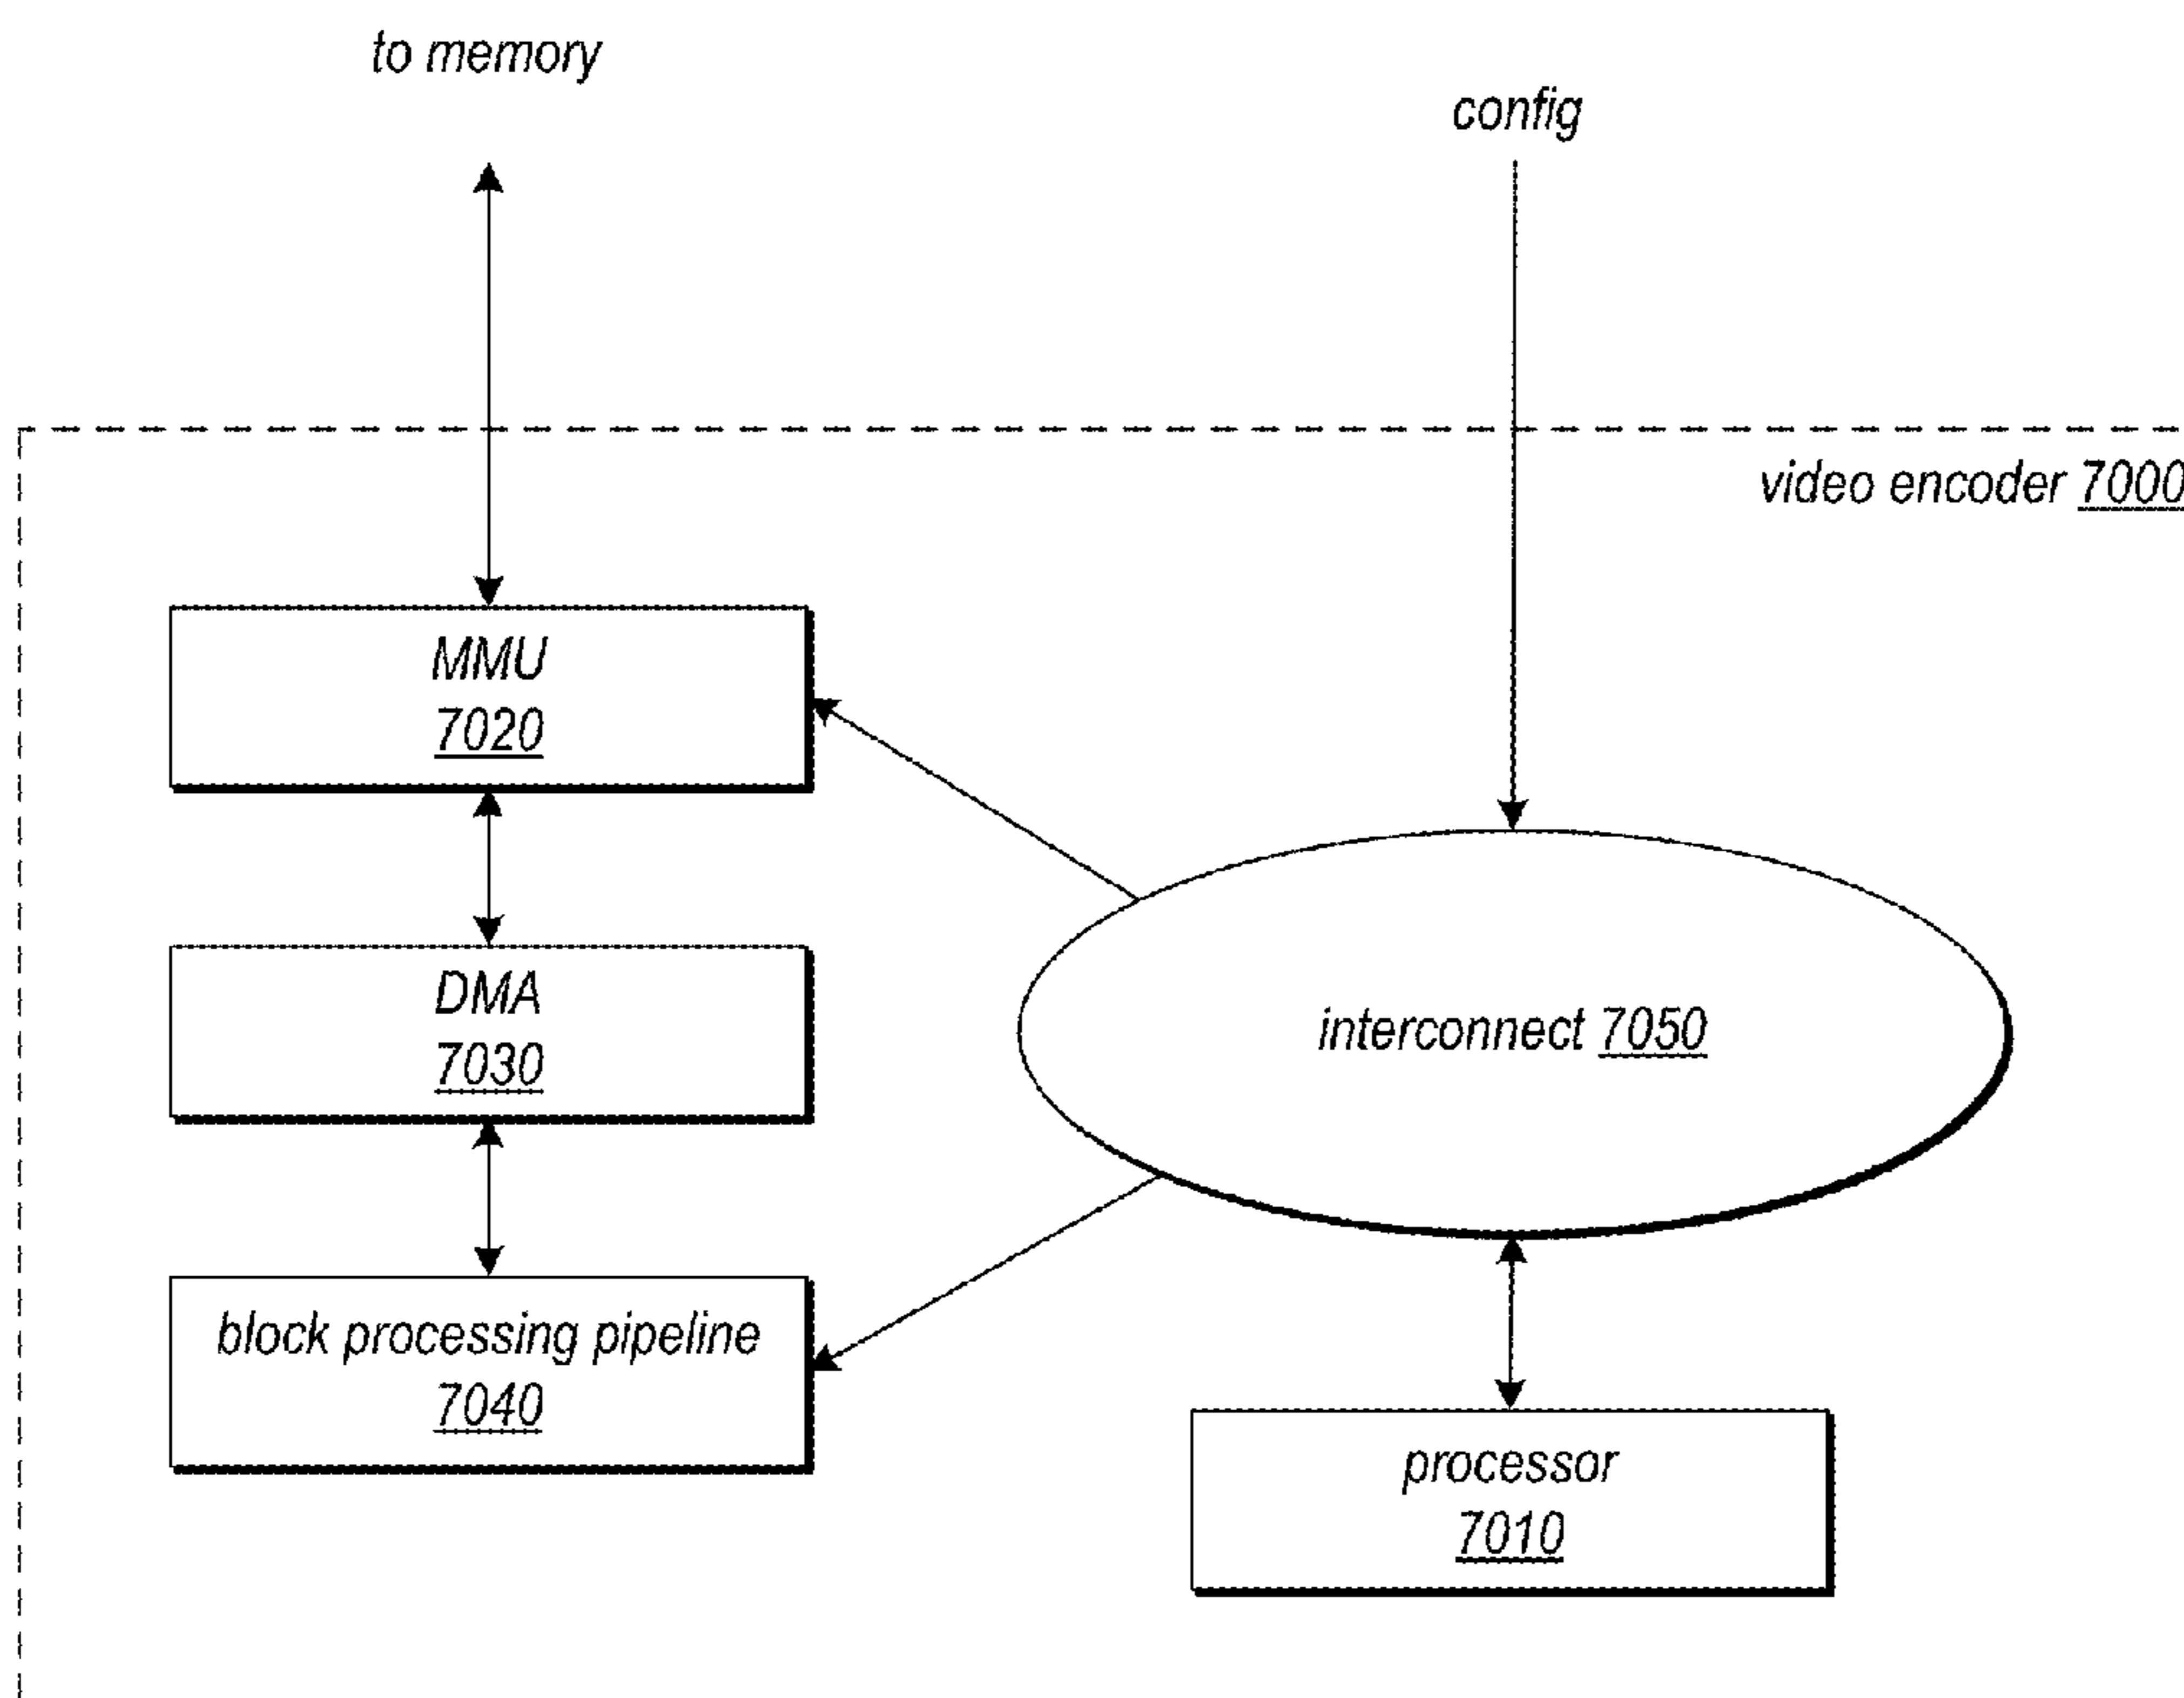 to memory
config
video encoder 7000
MMU
7020
DMA
7030
interconnect 7050
block processing pipeline
7040
processor
7010